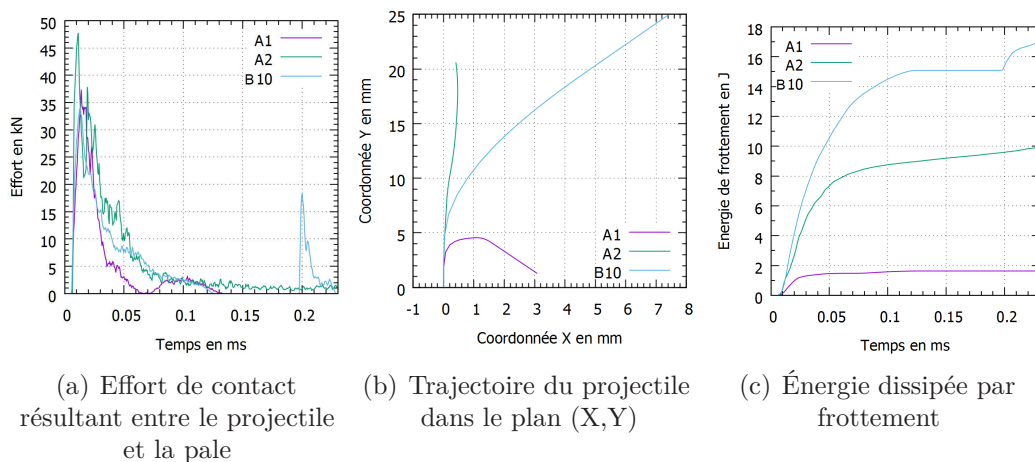 50
45
40
35
30
25
20
15
10
5
0
Effort en kN
A1
A2
B10
0 0.05 0.1 0.15 0.2
Temps en ms
25
20
15
10
5
0
Coordonnée Y en mm
A1
A2
B10
-1 0 1 2 3 4 5 6 7 8
Coordonnée X en mm
18
16
14
12
10
8
6
4
2
0
Energie de frottement en J
A1
A2
B10
0 0.05 0.1 0.15 0.2
Temps en ms
(a) Effort de contact
résultant entre le projectile
et la pale
(b) Trajectoire du projectile
dans le plan (X,Y)
(c) Énergie dissipée par
frottement